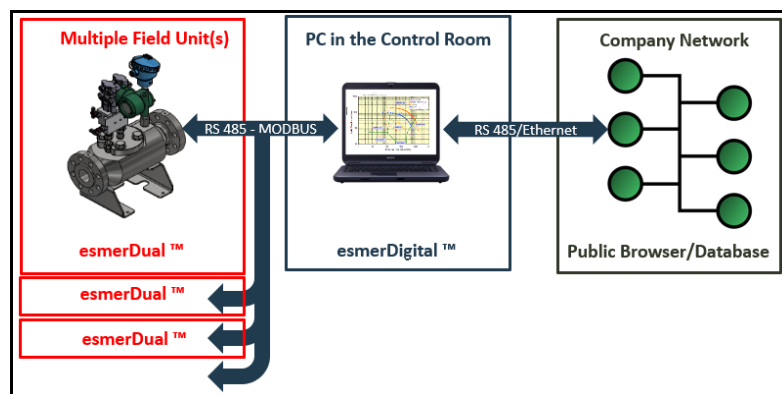 Multiple Field Unit(s)
PC in the Control Room
Company Network
RS 485 - MODBUS
RS 485/Ethernet
esmerDual ™
esmerDigital ™
Public Browser/Database
esmerDual ™
esmerDual ™